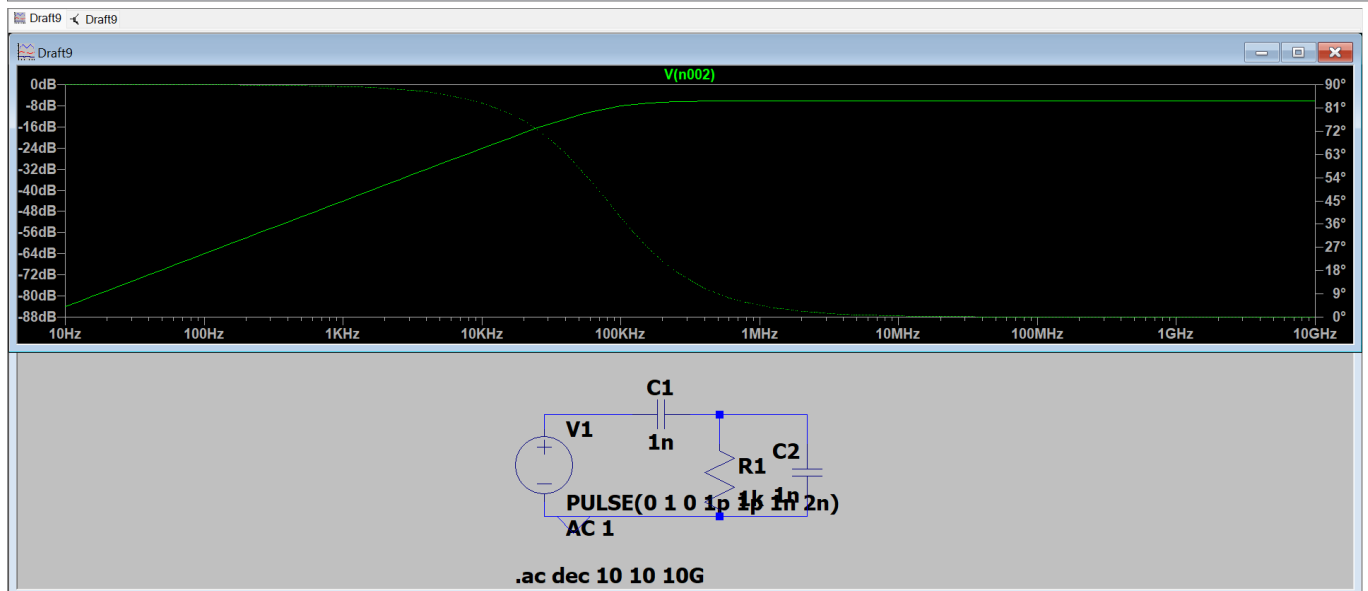 Draft9 Draft9
Draft9
V(n002)
0dB 90°
-8dB 81°
-16dB 72°
-24dB 63°
-32dB 54°
-40dB 45°
-48dB 36°
-56dB 27°
-64dB 18°
-72dB 9°
-80dB 0°
-88dB
10Hz 100Hz 1KHz 10KHz 100KHz 1MHz 10MHz 100MHz 1GHz 10GHz
C1
V1
1n
C2
R1
1k 1n
PULSE(0 1 0 1p 1p 1n 2n)
AC 1
.ac dec 10 10 10G